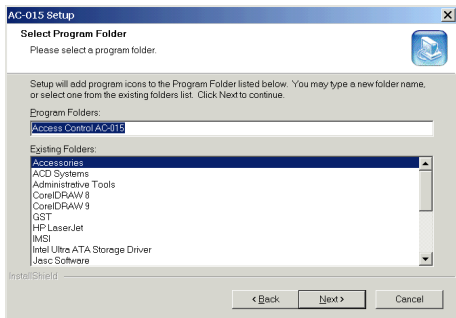 AC-015 Setup
Select Program Folder
Please select a program folder.
Setup will add program icons to the Program Folder listed below. You may type a new folder name,
or select one from the existing folders list. Click Next to continue.
Program Folders:
Access Control AC-015
Existing Folders:
Accessories
ACD Systems
Administrative Tools
CorelDRAW 8
CorelDRAW 9
GST
HP LaserJet
IMSI
Intel Ultra ATA Storage Driver
Jasc Software
InstallShield
< Back
Next >
Cancel